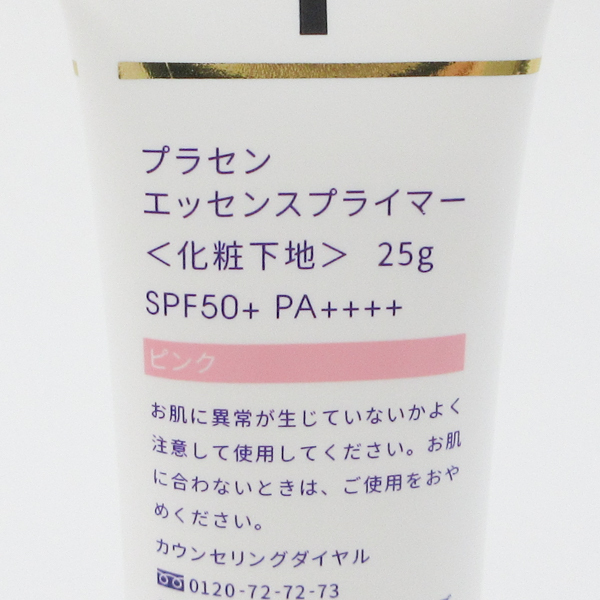 プラセン
エッセンスプライマー
＜化粧下地＞ 25g
SPF50+ PA++++
ピンク
お肌に異常が生じていないかよく
注意して使用してください。お肌
に合わないときは、ご使用をおや
めください。
カウンセリングダイヤル
0120-72-72-73